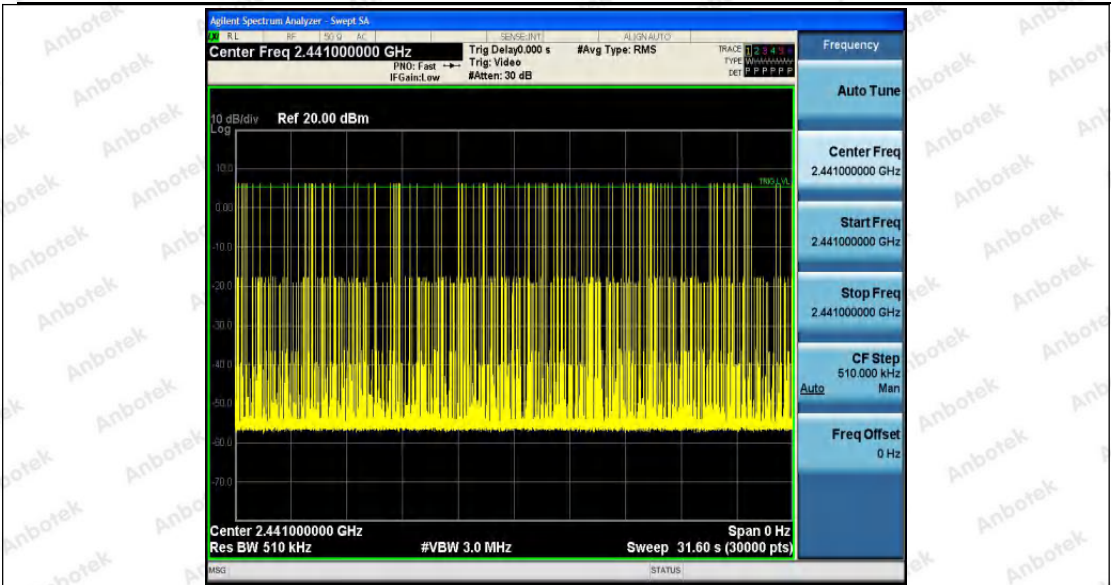 Agilent Spectrum Analyzer - Swept SA
RL RF 50 Ω AC SENSE:INT ALIGN AUTO
Center Freq 2.441000000 GHz
PNO: Fast
IFGain:Low
Trig Delay0.000 s
Trig: Video
#Atten: 30 dB
#Avg Type: RMS
TRACE 1 2 3 4 5 6
TYPE
DET P P P P P P
10 dB/div Ref 20.00 dBm
Log
10.0
TRIG LVL
0.00
-10.0
-20.0
-30.0
-40.0
-50.0
-60.0
-70.0
Center 2.441000000 GHz Span 0 Hz
Res BW 510 kHz #VBW 3.0 MHz Sweep 31.60 s (30000 pts)
MSG STATUS
Frequency
Auto Tune
Center Freq
2.441000000 GHz
Start Freq
2.441000000 GHz
Stop Freq
2.441000000 GHz
CF Step
510.000 kHz
Auto Man
Freq Offset
0 Hz
Anbotek